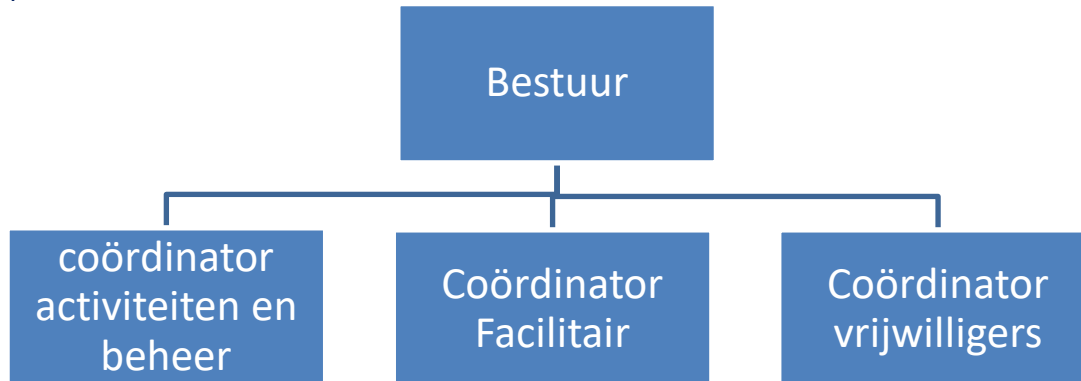 Bestuur
coördinator
activiteiten en
beheer
Coördinator
Facilitair
Coördinator
vrijwilligers